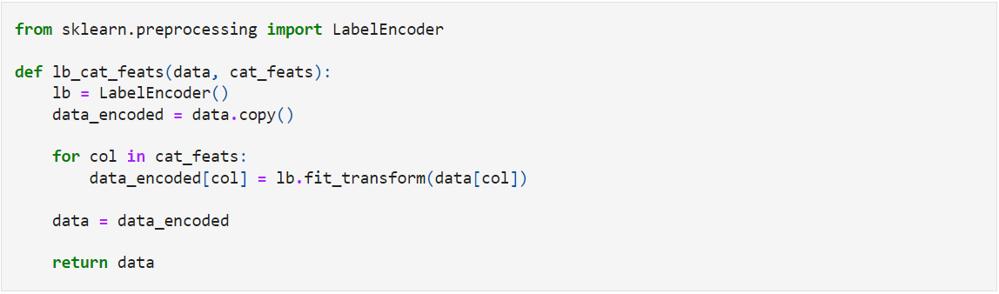 from sklearn.preprocessing import LabelEncoder
def lb_cat_feats(data, cat_feats):
    lb = LabelEncoder()
    data_encoded = data.copy()
    for col in cat_feats:
        data_encoded[col] = lb.fit_transform(data[col])
    data = data_encoded
    return data